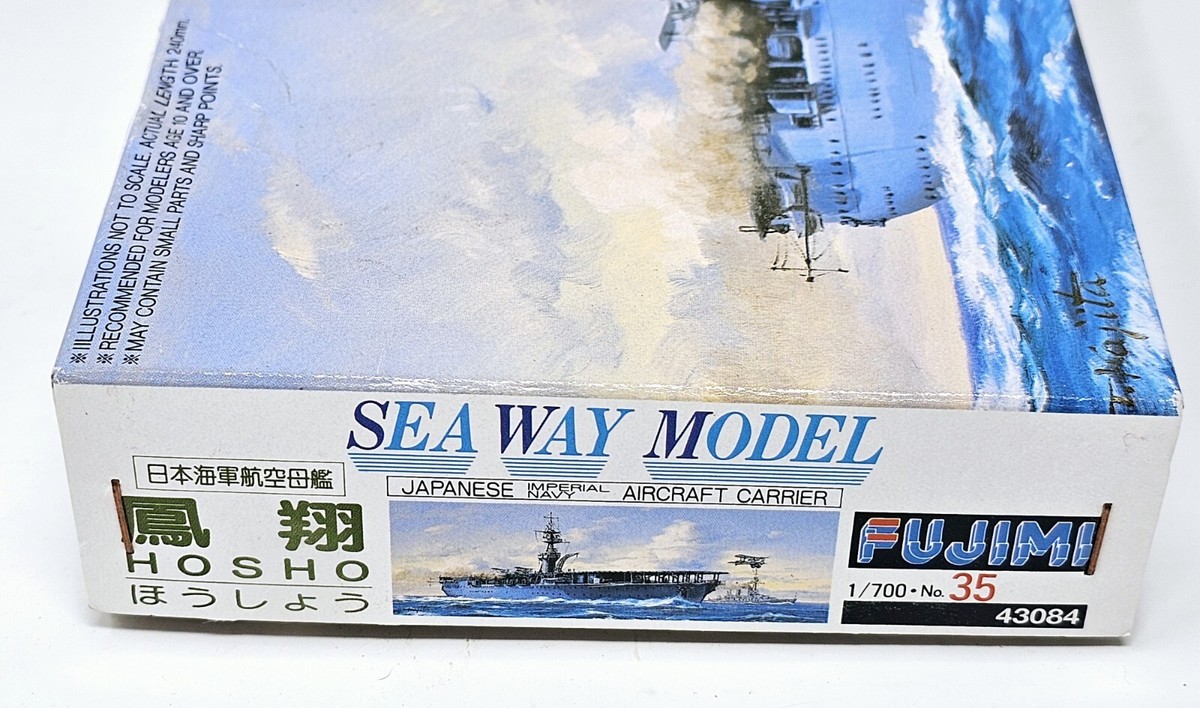 ※IILLUSTRATIONS NOT TO SCALE. ACTUAL LENGTH 240mm.
※RECOMMENDED FOR MODELERS AGE 10 AND OVER.
※MAY CONTAIN SMALL PARTS AND SHARP POINTS.
SEA WAY MODEL
日本海軍航空母艦
JAPANESE IMPERIAL NAVY AIRCRAFT CARRIER
鳳翔
HOSHO
ほうしょう
FUJIMI
1/700・No. 35
43084